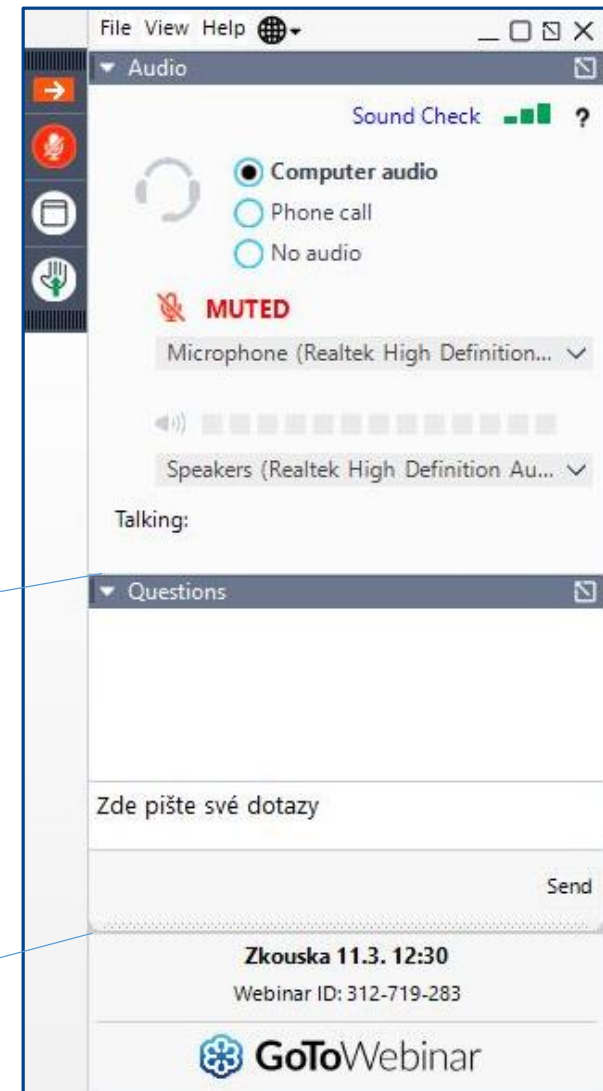 File View Help
Audio
Sound Check ?
Computer audio
Phone call
No audio
MUTED
Microphone (Realtek High Definition...
Speakers (Realtek High Definition Au...
Talking:
Questions
Zde pište své dotazy
Send
Zkouska 11.3. 12:30
Webinar ID: 312-719-283
GoToWebinar